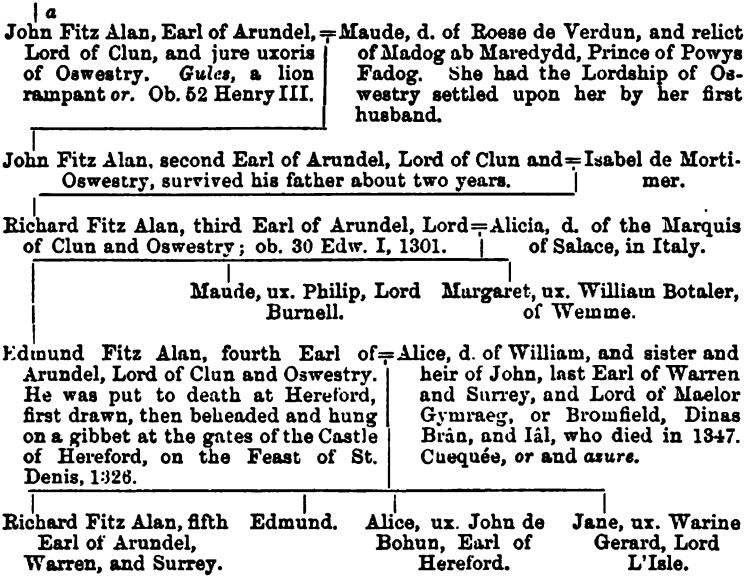 a
John Fitz Alan, Earl of Arundel,
Lord of Clun, and jure uxoris
of Oswestry. Gules, a lion
rampant or. Ob. 52 Henry III.
=Maude, d. of Roese de Verdun, and relict
of Madog ab Maredydd, Prince of Powys
Fadog. She had the Lordship of Os-
westry settled upon her by her first
husband.
John Fitz Alan, second Earl of Arundel, Lord of Clun and
Oswestry, survived his father about two years.
=Isabel de Morti-
mer.
Richard Fitz Alan, third Earl of Arundel, Lord
of Clun and Oswestry; ob. 30 Edw. I, 1301.
=Alicia, d. of the Marquis
of Salace, in Italy.
Maude, ux. Philip, Lord
Burnell.
Margaret, ux. William Botaler,
of Wemme.
Edmund Fitz Alan, fourth Earl of
Arundel, Lord of Clun and Oswestry.
He was put to death at Hereford,
first drawn, then beheaded and hung
on a gibbet at the gates of the Castle
of Hereford, on the Feast of St.
Denis, 1326.
=Alice, d. of William, and sister and
heir of John, last Earl of Warren
and Surrey, and Lord of Maelor
Gymraeg, or Bromfield, Dinas
Brân, and Iâl, who died in 1347.
Cuequée, or and azure.
Richard Fitz Alan, fifth
Earl of Arundel,
Warren, and Surrey.
Edmund.
Alice, ux. John de
Bohun, Earl of
Hereford.
Jane, ux. Warine
Gerard, Lord
L'Isle.